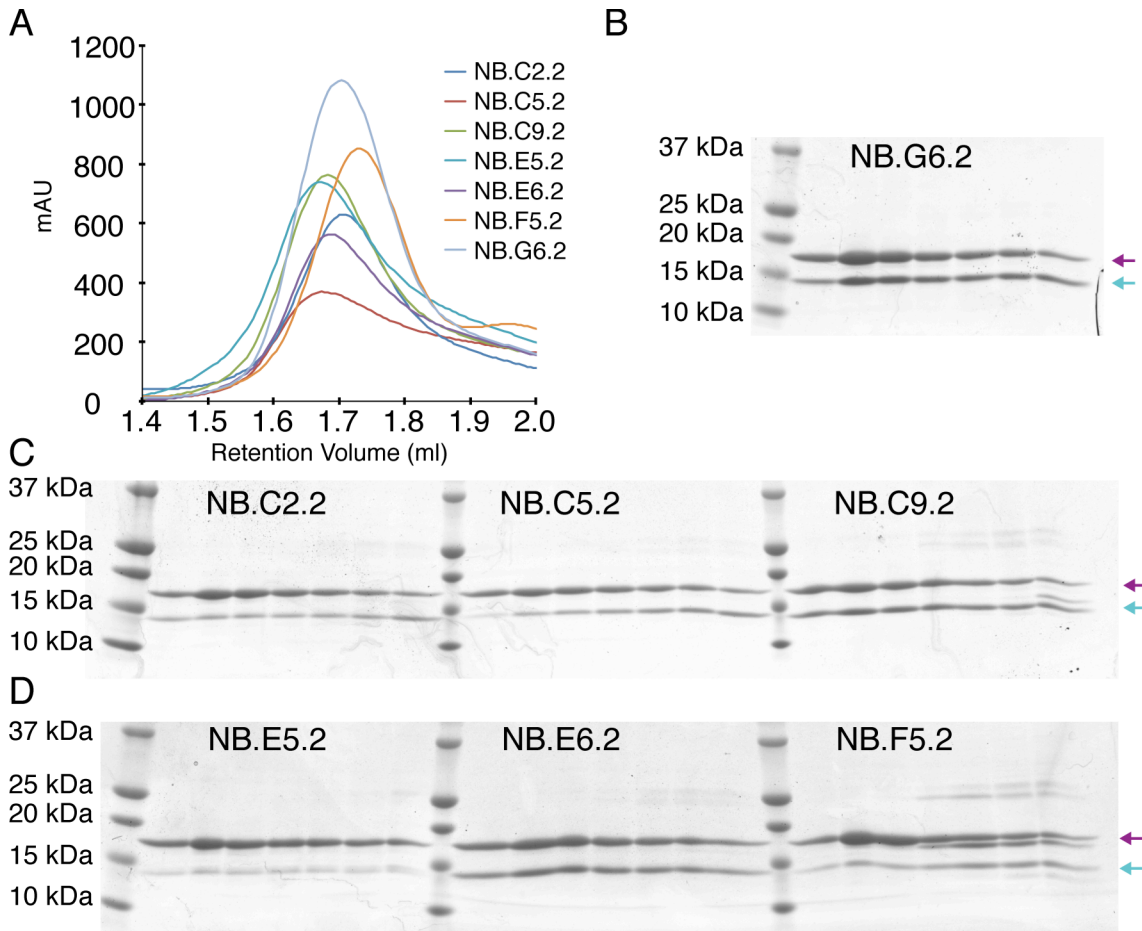 A
1200
1000
800
600
400
200
0
mAU
1.4 1.5 1.6 1.7 1.8 1.9 2.0
Retention Volume (ml)
NB.C2.2
NB.C5.2
NB.C9.2
NB.E5.2
NB.E6.2
NB.F5.2
NB.G6.2
B
37 kDa
25 kDa
20 kDa
15 kDa
10 kDa
NB.G6.2
C
37 kDa
25 kDa
20 kDa
15 kDa
10 kDa
NB.C2.2 NB.C5.2 NB.C9.2
D
37 kDa
25 kDa
20 kDa
15 kDa
10 kDa
NB.E5.2 NB.E6.2 NB.F5.2